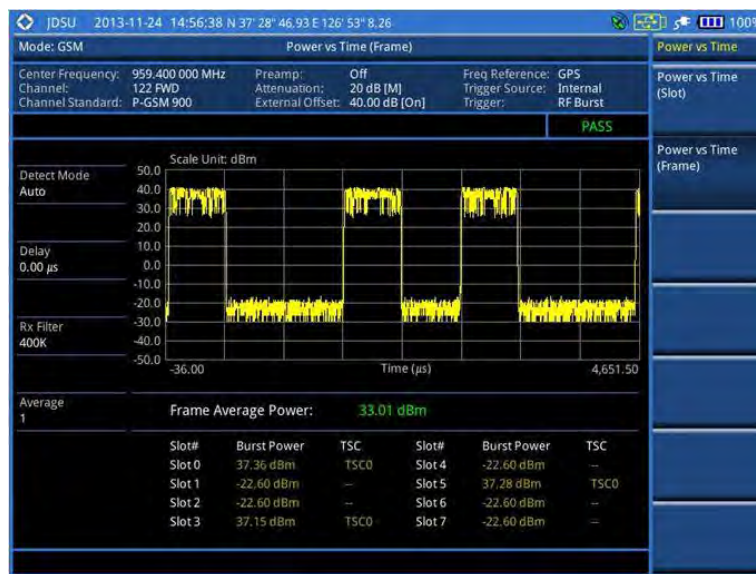 JDSU 2013-11-24 14:56:38 N 37' 28" 46.93 E 126' 53" 8.26 100%
Mode: GSM Power vs Time (Frame) Power vs Time
Center Frequency: 959.400 000 MHz Preamp: Off Freq Reference: GPS
Channel: 122 FWD Attenuation: 20 dB [M] Trigger Source: Internal
Channel Standard: P-GSM 900 External Offset: 40.00 dB [On] Trigger: RF Burst
Power vs Time
(Slot)
PASS
Power vs Time
(Frame)
Scale Unit: dBm
Detect Mode
Auto
Delay
0.00 μs
Rx Filter
400K
Average
1
50.0
40.0
30.0
20.0
10.0
0.0
-10.0
-20.0
-30.0
-40.0
-50.0
-36.00 Time (μs) 4,651.50
Frame Average Power: 33.01 dBm
Slot# Burst Power TSC Slot# Burst Power TSC
Slot 0 37.36 dBm TSC0 Slot 4 -22.60 dBm --
Slot 1 -22.60 dBm -- Slot 5 37.28 dBm TSC0
Slot 2 -22.60 dBm -- Slot 6 -22.60 dBm --
Slot 3 37.15 dBm TSC0 Slot 7 -22.60 dBm --